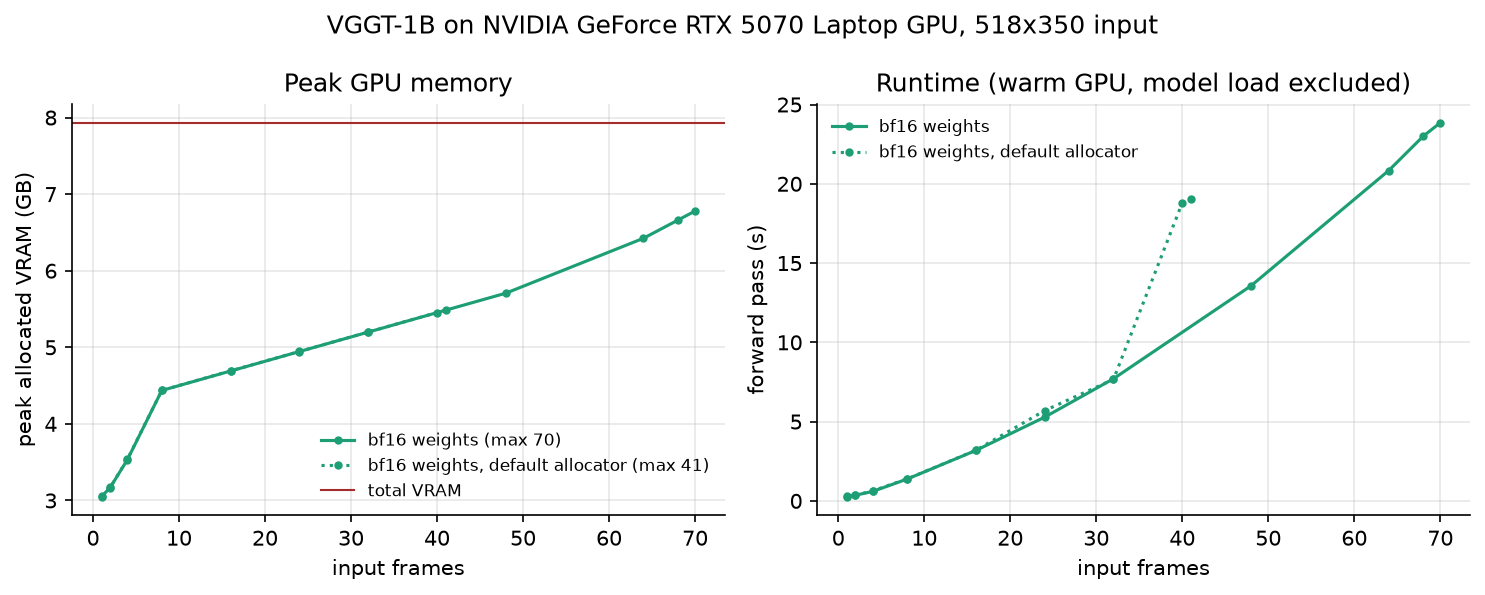 VGGT-1B on NVIDIA GeForce RTX 5070 Laptop GPU, 518x350 input
Peak GPU memory
peak allocated VRAM (GB)
8
7
6
5
4
3
bf16 weights (max 70)
bf16 weights, default allocator (max 41)
total VRAM
0 10 20 30 40 50 60 70
input frames
Runtime (warm GPU, model load excluded)
forward pass (s)
25
20
15
10
5
0
bf16 weights
bf16 weights, default allocator
0 10 20 30 40 50 60 70
input frames